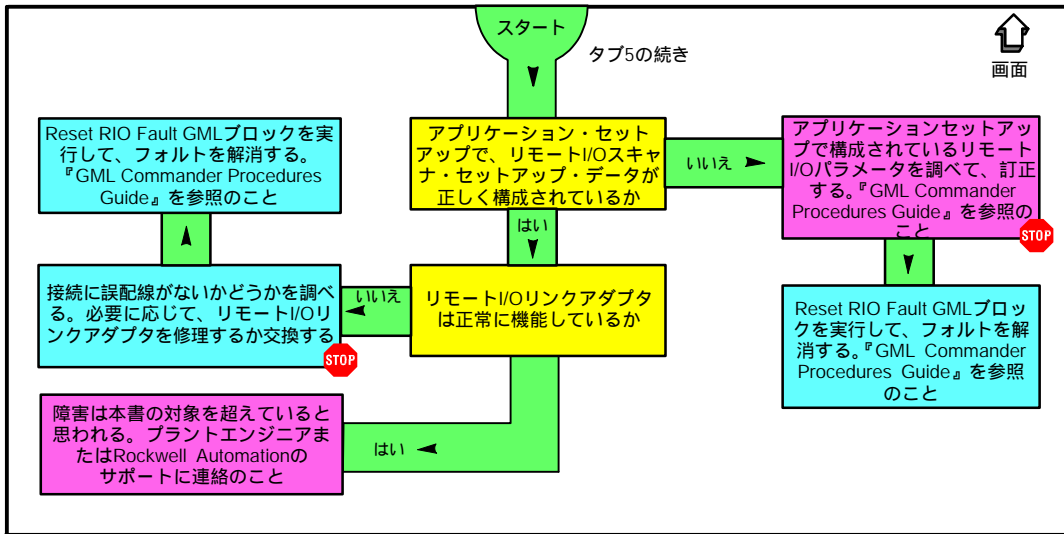 スタート
タブ5の続き
画面
Reset RIO Fault GMLブロックを実
行して、フォルトを解消する。
『GML Commander Procedures
Guide』を参照のこと
アプリケーション・セット
アップで、リモートI/Oスキャ
ナ・セットアップ・データが
正しく構成されているか
いいえ
アプリケーションセットアッ
プで構成されているリモート
I/Oパラメータを調べて、訂正
する。『GML Commander
Procedures Guide』を参照の
こと
STOP
はい
接続に誤配線がないかどうかを調べ
る。必要に応じて、リモートI/Oリ
ンクアダプタを修理するか交換する
STOP
いいえ
リモートI/Oリンクアダプタ
は正常に機能しているか
Reset RIO Fault GMLブロッ
クを実行して、フォルトを解
消する。『GML Commander
Procedures Guide』を参照
のこと
障害は本書の対象を超えていると
思われる。プラントエンジニアま
たはRockwell Automationの
サポートに連絡のこと
はい